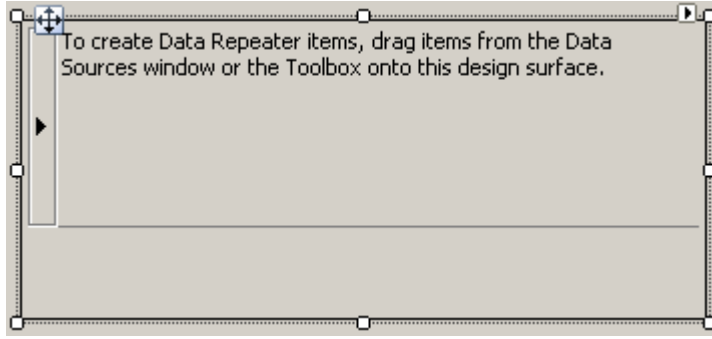 To create Data Repeater items, drag items from the Data
Sources window or the Toolbox onto this design surface.